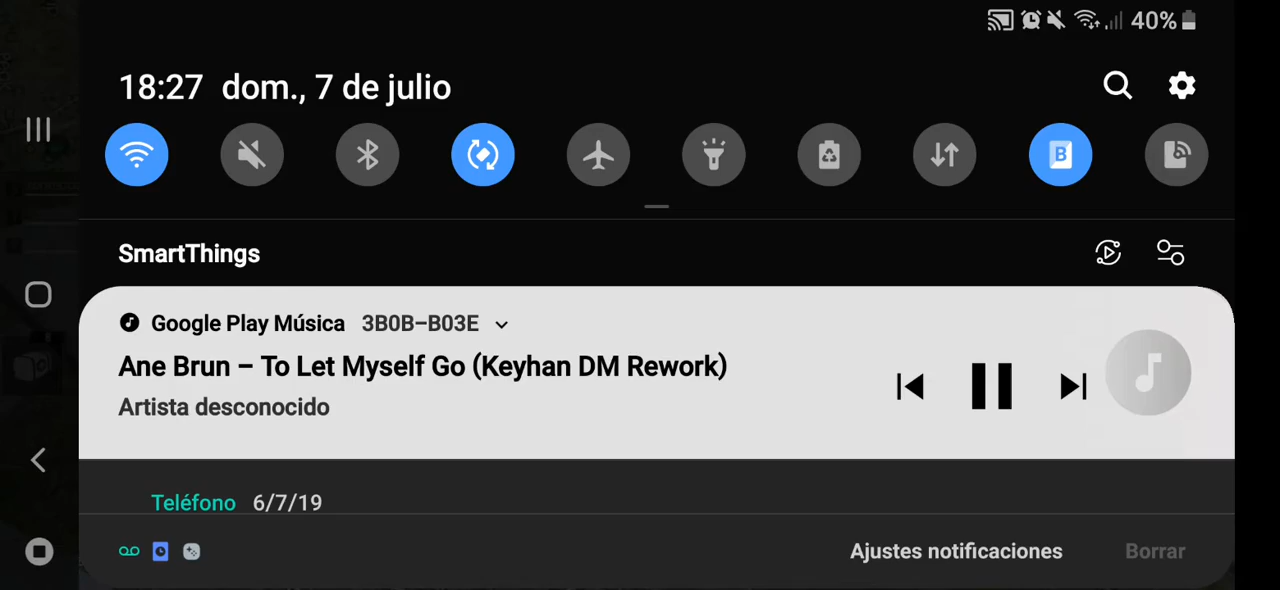 40%
18:27 dom., 7 de julio
B
SmartThings
Google Play Música 3B0B–B03E
Ane Brun – To Let Myself Go (Keyhan DM Rework)
Artista desconocido
Teléfono 6/7/19
Ajustes notificaciones Borrar